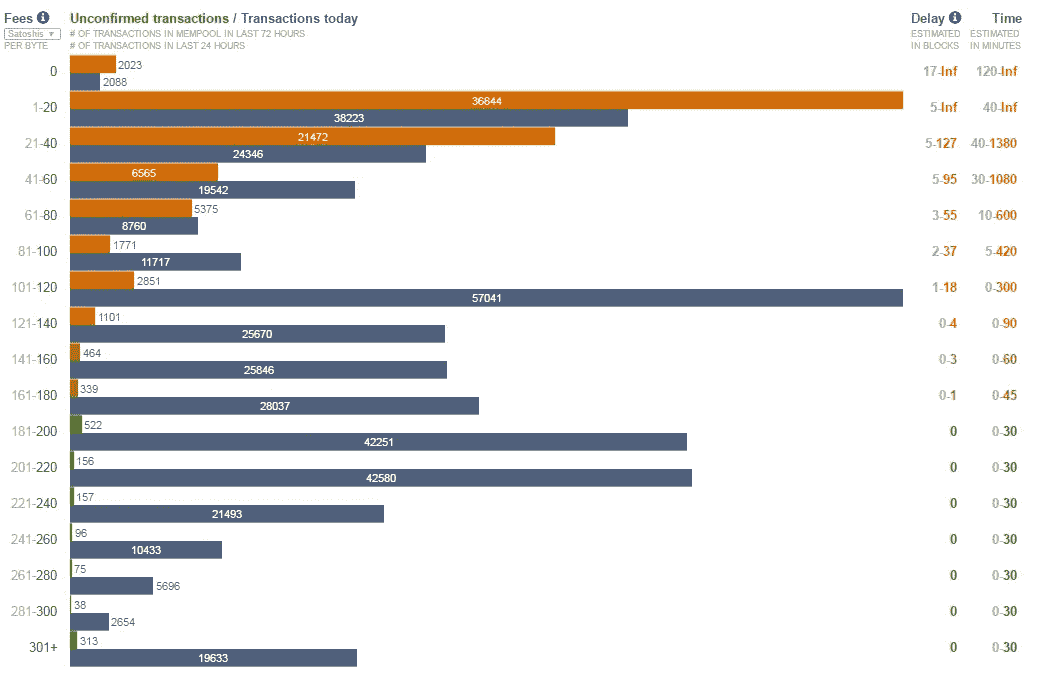 Fees Unconfirmed transactions / Transactions today Delay Time
Satoshis ▼ # OF TRANSACTIONS IN MEMPOOL IN LAST 72 HOURS ESTIMATED ESTIMATED
PER BYTE # OF TRANSACTIONS IN LAST 24 HOURS IN BLOCKS IN MINUTES
2023
0 17-Inf 120-Inf
2088
36844
1-20 5-Inf 40-Inf
38223
21472
21-40 5-127 40-1380
24346
6565
41-60 5-95 30-1080
19542
5375
61-80 3-55 10-600
8760
1771
81-100 2-37 5-420
11717
2851
101-120 1-18 0-300
57041
1101
121-140 0-4 0-90
25670
464
141-160 0-3 0-60
25846
339
161-180 0-1 0-45
28037
522
181-200 0 0-30
42251
156
201-220 0 0-30
42580
157
221-240 0 0-30
21493
96
241-260 0 0-30
10433
75
261-280 0 0-30
5696
38
281-300 0 0-30
2654
313
301+ 0 0-30
19633